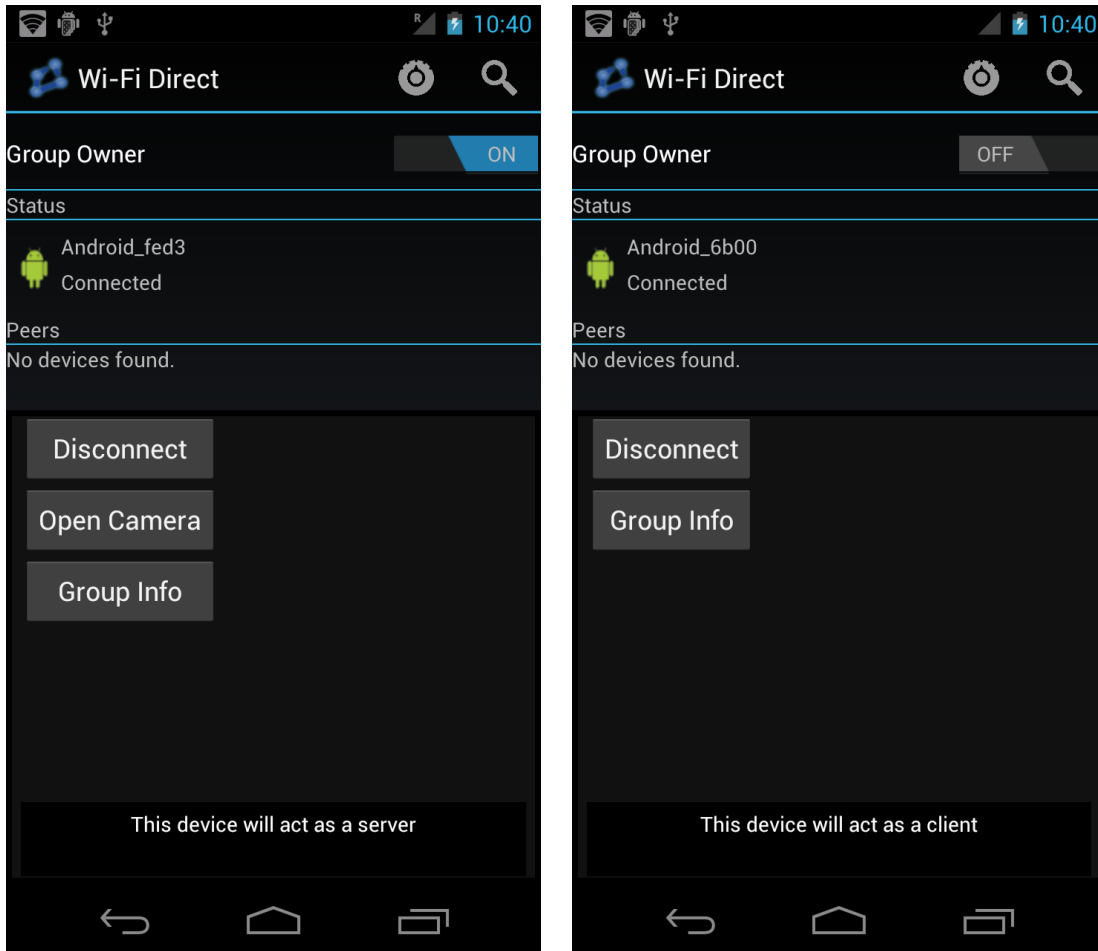 R 10:40
Wi-Fi Direct
Group Owner ON
Status
Android_fed3
Connected
Peers
No devices found.
Disconnect
Open Camera
Group Info
This device will act as a server
10:40
Wi-Fi Direct
Group Owner OFF
Status
Android_6b00
Connected
Peers
No devices found.
Disconnect
Group Info
This device will act as a client